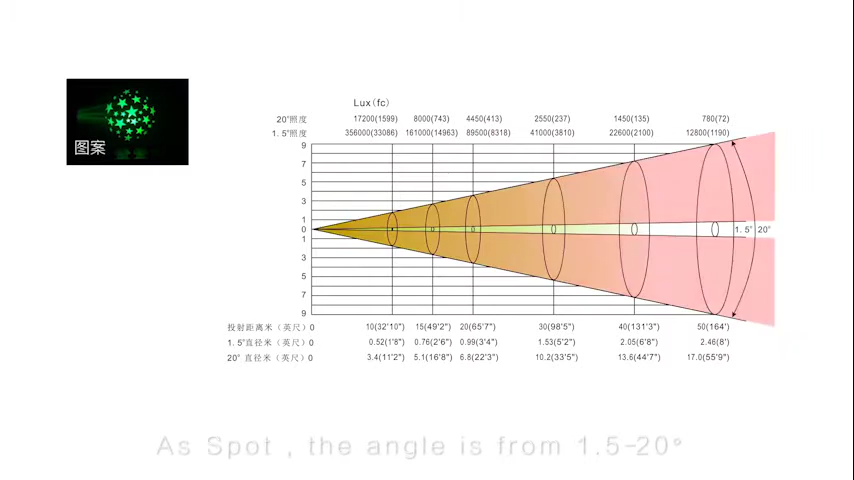 图案
Lux(fc)
20°照度 17200(1599) 8000(743) 4450(413) 2550(237) 1450(135) 780(72)
1.5°照度 356000(33086) 161000(14963) 89500(8318) 41000(3810) 22600(2100) 12800(1190)
9
7
5
3
1
0
1
3
5
7
9
1.5° 20°
投射距离米(英尺) 0 10(32'10") 15(49'2") 20(65'7") 30(98'5") 40(131'3") 50(164')
1.5°直径米(英尺) 0 0.52(1'8") 0.76(2'6") 0.99(3'4") 1.53(5'2") 2.05(6'8") 2.46(8')
20° 直径米(英尺) 0 3.4(11'2") 5.1(16'8") 6.8(22'3") 10.2(33'5") 13.6(44'7") 17.0(55'9")
As Spot , the angle is from 1.5-20°